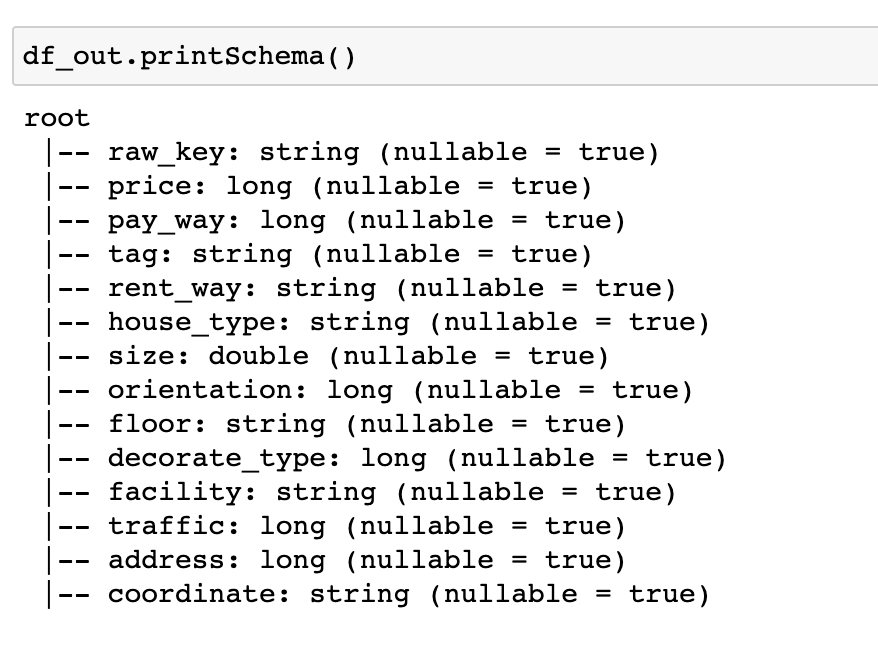 df_out.printSchema()
root
|-- raw_key: string (nullable = true)
|-- price: long (nullable = true)
|-- pay_way: long (nullable = true)
|-- tag: string (nullable = true)
|-- rent_way: string (nullable = true)
|-- house_type: string (nullable = true)
|-- size: double (nullable = true)
|-- orientation: long (nullable = true)
|-- floor: string (nullable = true)
|-- decorate_type: long (nullable = true)
|-- facility: string (nullable = true)
|-- traffic: long (nullable = true)
|-- address: long (nullable = true)
|-- coordinate: string (nullable = true)